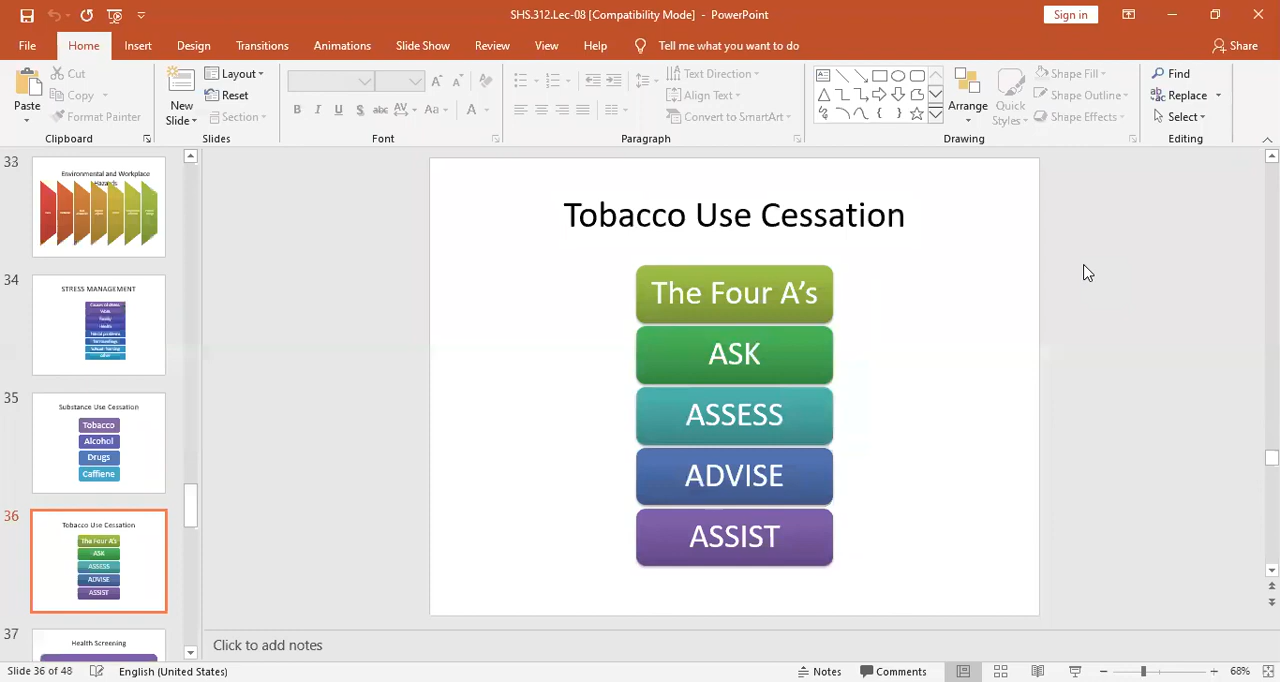 SHS.312.Lec-08 [Compatibility Mode] - PowerPoint
Sign in
File Home Insert Design Transitions Animations Slide Show Review View Help Tell me what you want to do
Share
Paste
Cut
Copy
Format Painter
Clipboard
New Slide
Layout
Reset
Section
Slides
B I U S abc AV Aa A
Font
Text Direction
Align Text
Convert to SmartArt
Paragraph
Arrange
Quick Styles
Shape Fill
Shape Outline
Shape Effects
Drawing
Find
Replace
Select
Editing
33
Environmental and Workplace
Hazards
34
STRESS MANAGEMENT
35
Substance Use Cessation
Tobacco
Alcohol
Drugs
Caffiene
36
Tobacco Use Cessation
The Four A's
ASK
ASSESS
ADVISE
ASSIST
37
Health Screening
Tobacco Use Cessation
The Four A’s
ASK
ASSESS
ADVISE
ASSIST
Click to add notes
Slide 36 of 48
English (United States)
Notes
Comments
68%